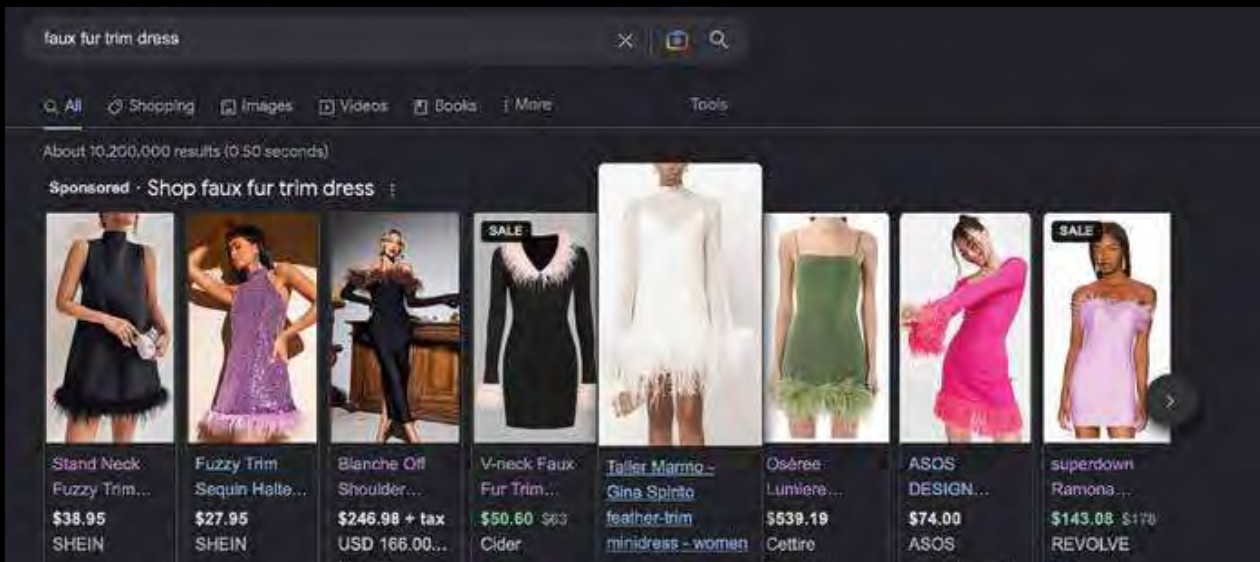 faux fur trim dress
All Shopping Images Videos Books More Tools
About 10,200,000 results (0.50 seconds)
Sponsored · Shop faux fur trim dress
SALE
SALE
Stand Neck
Fuzzy Trim...
$38.95
SHEIN
Fuzzy Trim
Sequin Halte...
$27.95
SHEIN
Blanche Off
Shoulder...
$246.98 + tax
USD 166.00...
V-neck Faux
Fur Trim...
$50.60 $63
Cider
Taller Marmo -
Gina Spirito
feather-trim
minidress - women
Oséree
Lumiere...
$539.19
Cettire
ASOS
DESIGN...
$74.00
ASOS
superdown
Ramona...
$143.08 $178
REVOLVE